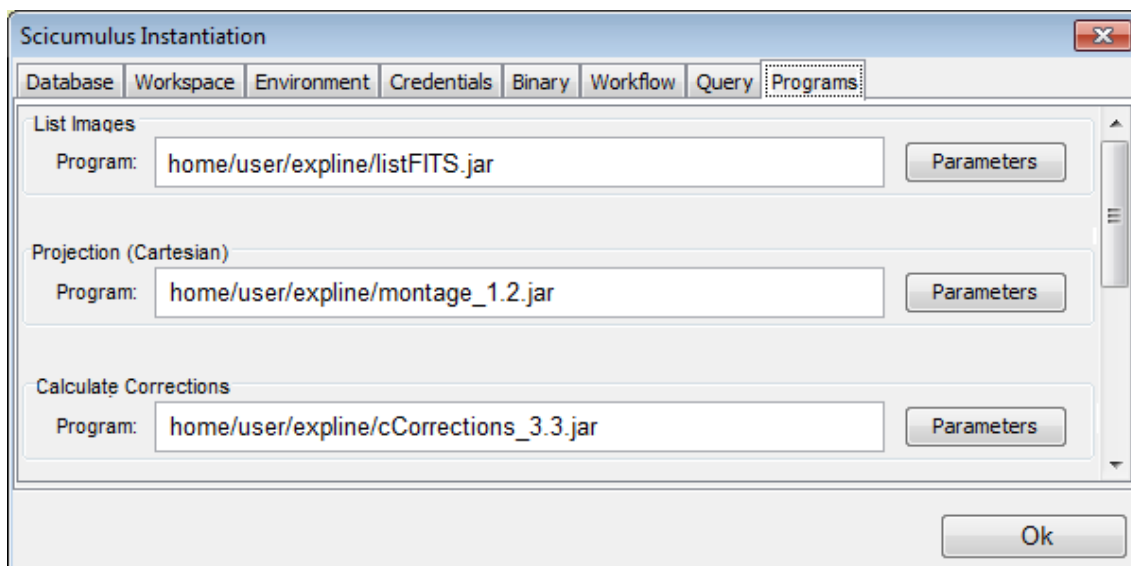 Scicumulus Instantiation
Database Workspace Environment Credentials Binary Workflow Query Programs
List Images
Program: home/user/expline/listFITS.jar Parameters
Projection (Cartesian)
Program: home/user/expline/montage_1.2.jar Parameters
Calculate Corrections
Program: home/user/expline/cCorrections_3.3.jar Parameters
Ok